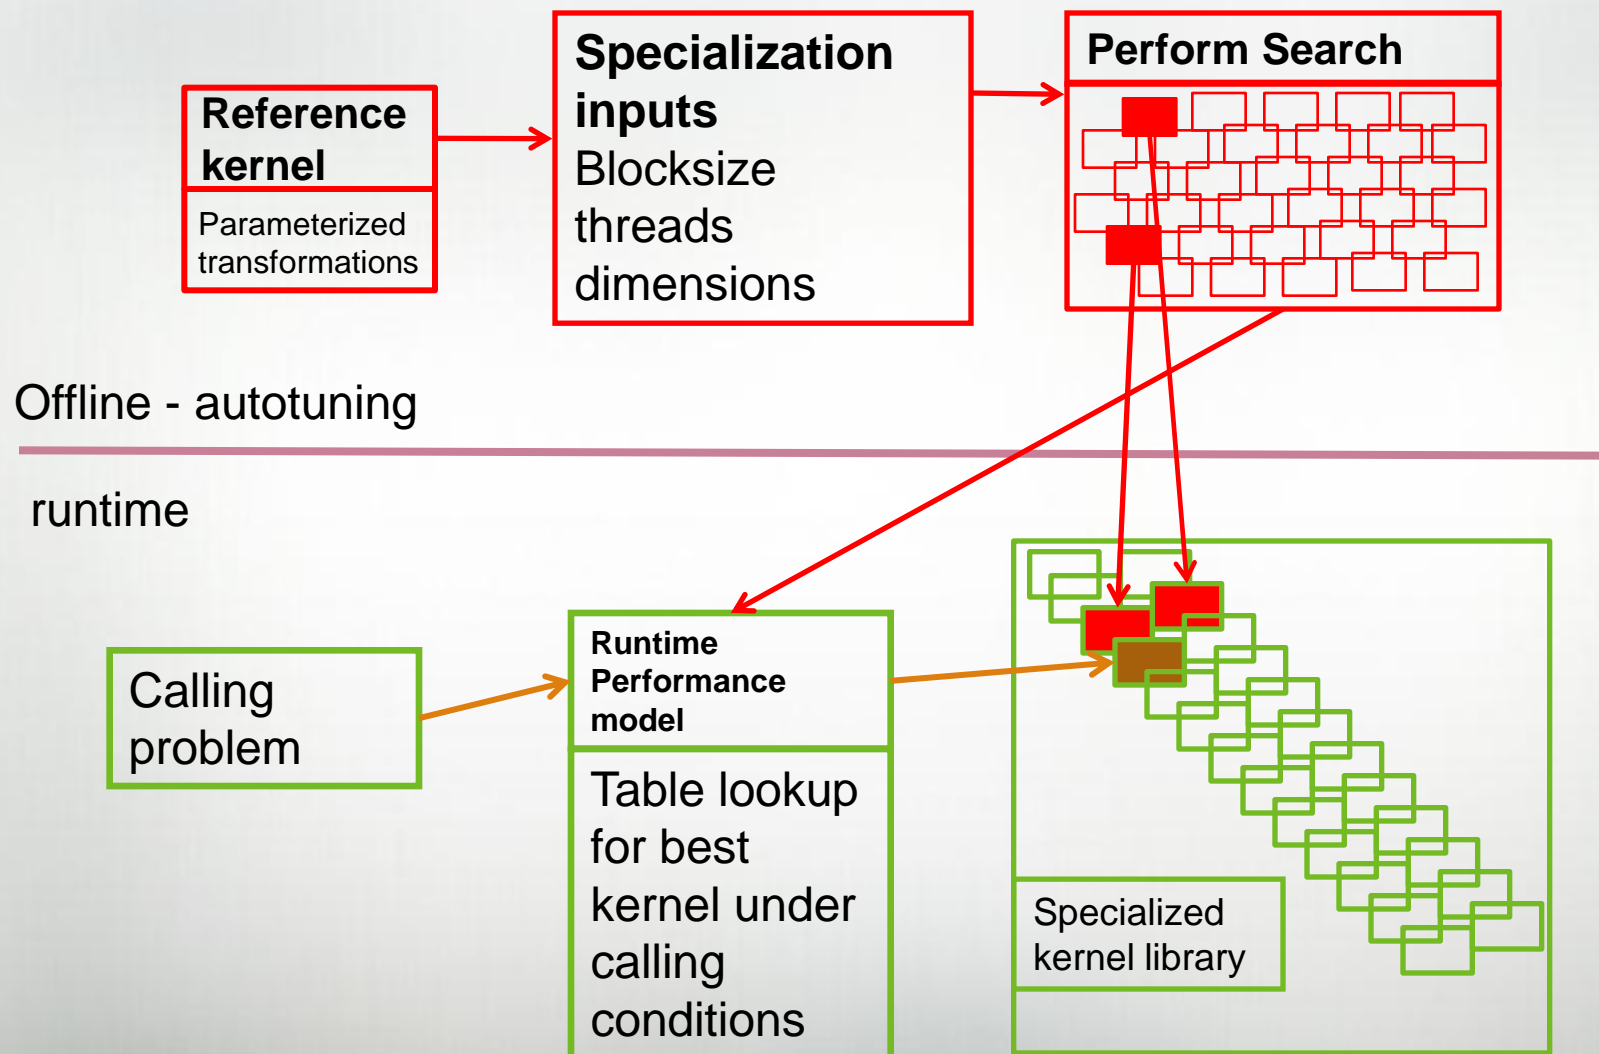 Reference
kernel
Parameterized
transformations
Specialization
inputs
Blocksize
threads
dimensions
Perform Search
Offline - autotuning
runtime
Calling
problem
Runtime
Performance
model
Table lookup
for best
kernel under
calling
conditions
Specialized
kernel library